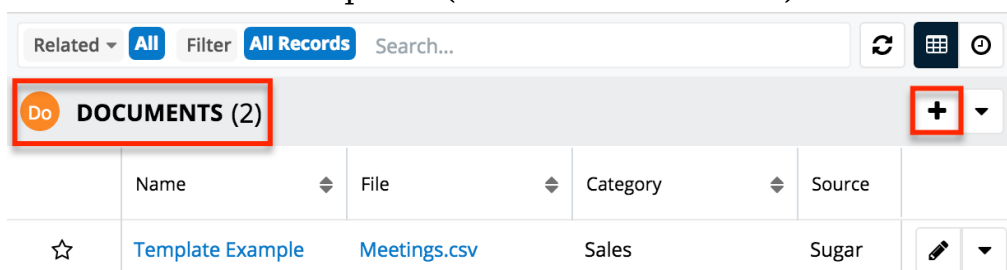 Related All Filter All Records Search...
Do DOCUMENTS (2)
Name File Category Source
Template Example Meetings.csv Sales Sugar